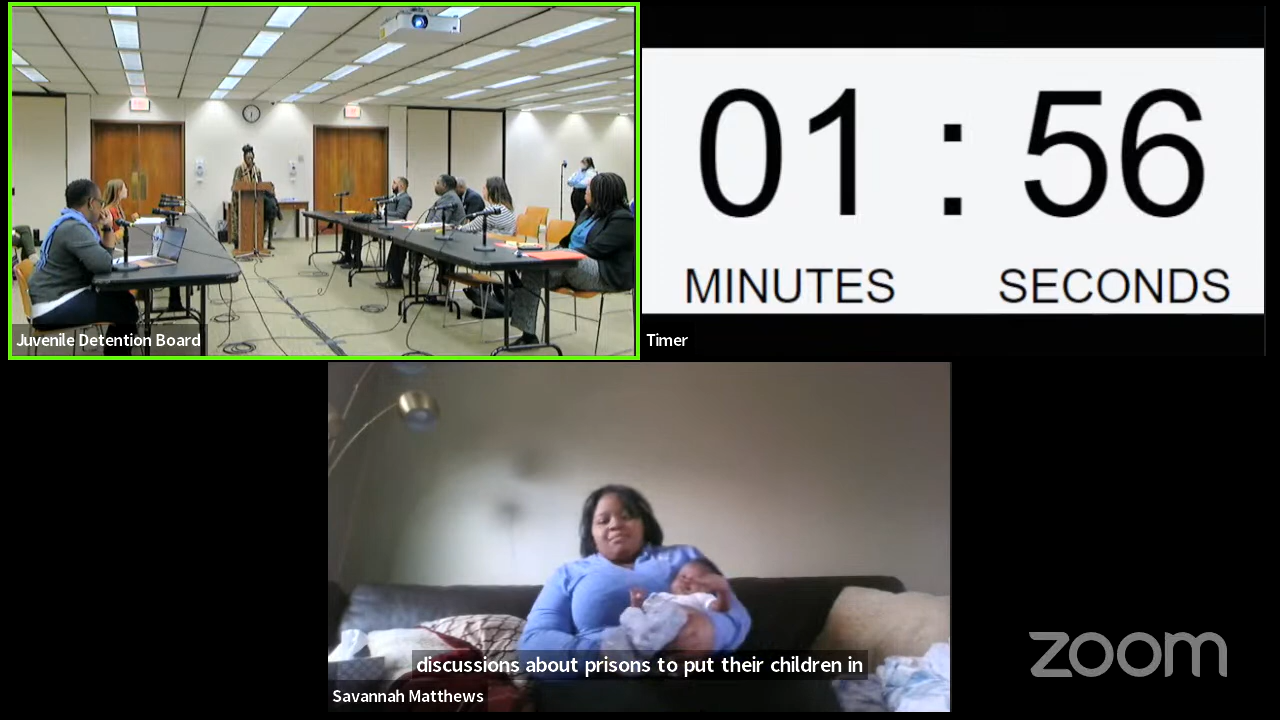 Juvenile Detention Board
01 : 56
MINUTES SECONDS
Timer
discussions about prisons to put their children in
Savannah Matthews
zoom